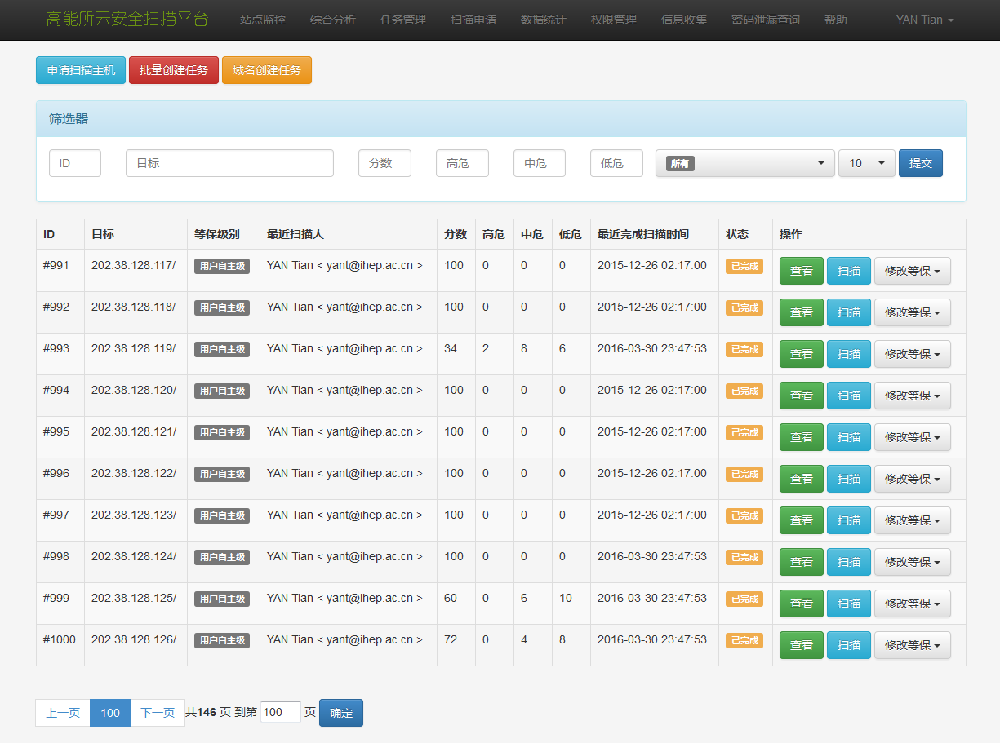 高能所云安全扫描平台 站点监控 综合分析 任务管理 扫描申请 数据统计 权限管理 信息收集 密码泄漏查询 帮助 YAN Tian
申请扫描主机 批量创建任务 域名创建任务
筛选器
ID 目标 分数 高危 中危 低危 所有 10 提交
ID 目标 等保级别 最近扫描人 分数 高危 中危 低危 最近完成扫描时间 状态 操作
#991 202.38.128.117/ 用户自主级 YAN Tian < yant@ihep.ac.cn > 100 0 0 0 2015-12-26 02:17:00 已完成 查看 扫描 修改等保
#992 202.38.128.118/ 用户自主级 YAN Tian < yant@ihep.ac.cn > 100 0 0 0 2015-12-26 02:17:00 已完成 查看 扫描 修改等保
#993 202.38.128.119/ 用户自主级 YAN Tian < yant@ihep.ac.cn > 34 2 8 6 2016-03-30 23:47:53 已完成 查看 扫描 修改等保
#994 202.38.128.120/ 用户自主级 YAN Tian < yant@ihep.ac.cn > 100 0 0 0 2015-12-26 02:17:00 已完成 查看 扫描 修改等保
#995 202.38.128.121/ 用户自主级 YAN Tian < yant@ihep.ac.cn > 100 0 0 0 2015-12-26 02:17:00 已完成 查看 扫描 修改等保
#996 202.38.128.122/ 用户自主级 YAN Tian < yant@ihep.ac.cn > 100 0 0 0 2015-12-26 02:17:00 已完成 查看 扫描 修改等保
#997 202.38.128.123/ 用户自主级 YAN Tian < yant@ihep.ac.cn > 100 0 0 0 2015-12-26 02:17:00 已完成 查看 扫描 修改等保
#998 202.38.128.124/ 用户自主级 YAN Tian < yant@ihep.ac.cn > 100 0 0 0 2016-03-30 23:47:53 已完成 查看 扫描 修改等保
#999 202.38.128.125/ 用户自主级 YAN Tian < yant@ihep.ac.cn > 60 0 6 10 2016-03-30 23:47:53 已完成 查看 扫描 修改等保
#1000 202.38.128.126/ 用户自主级 YAN Tian < yant@ihep.ac.cn > 72 0 4 8 2016-03-30 23:47:53 已完成 查看 扫描 修改等保
上一页 100 下一页 共146 页 到第 100 页 确定